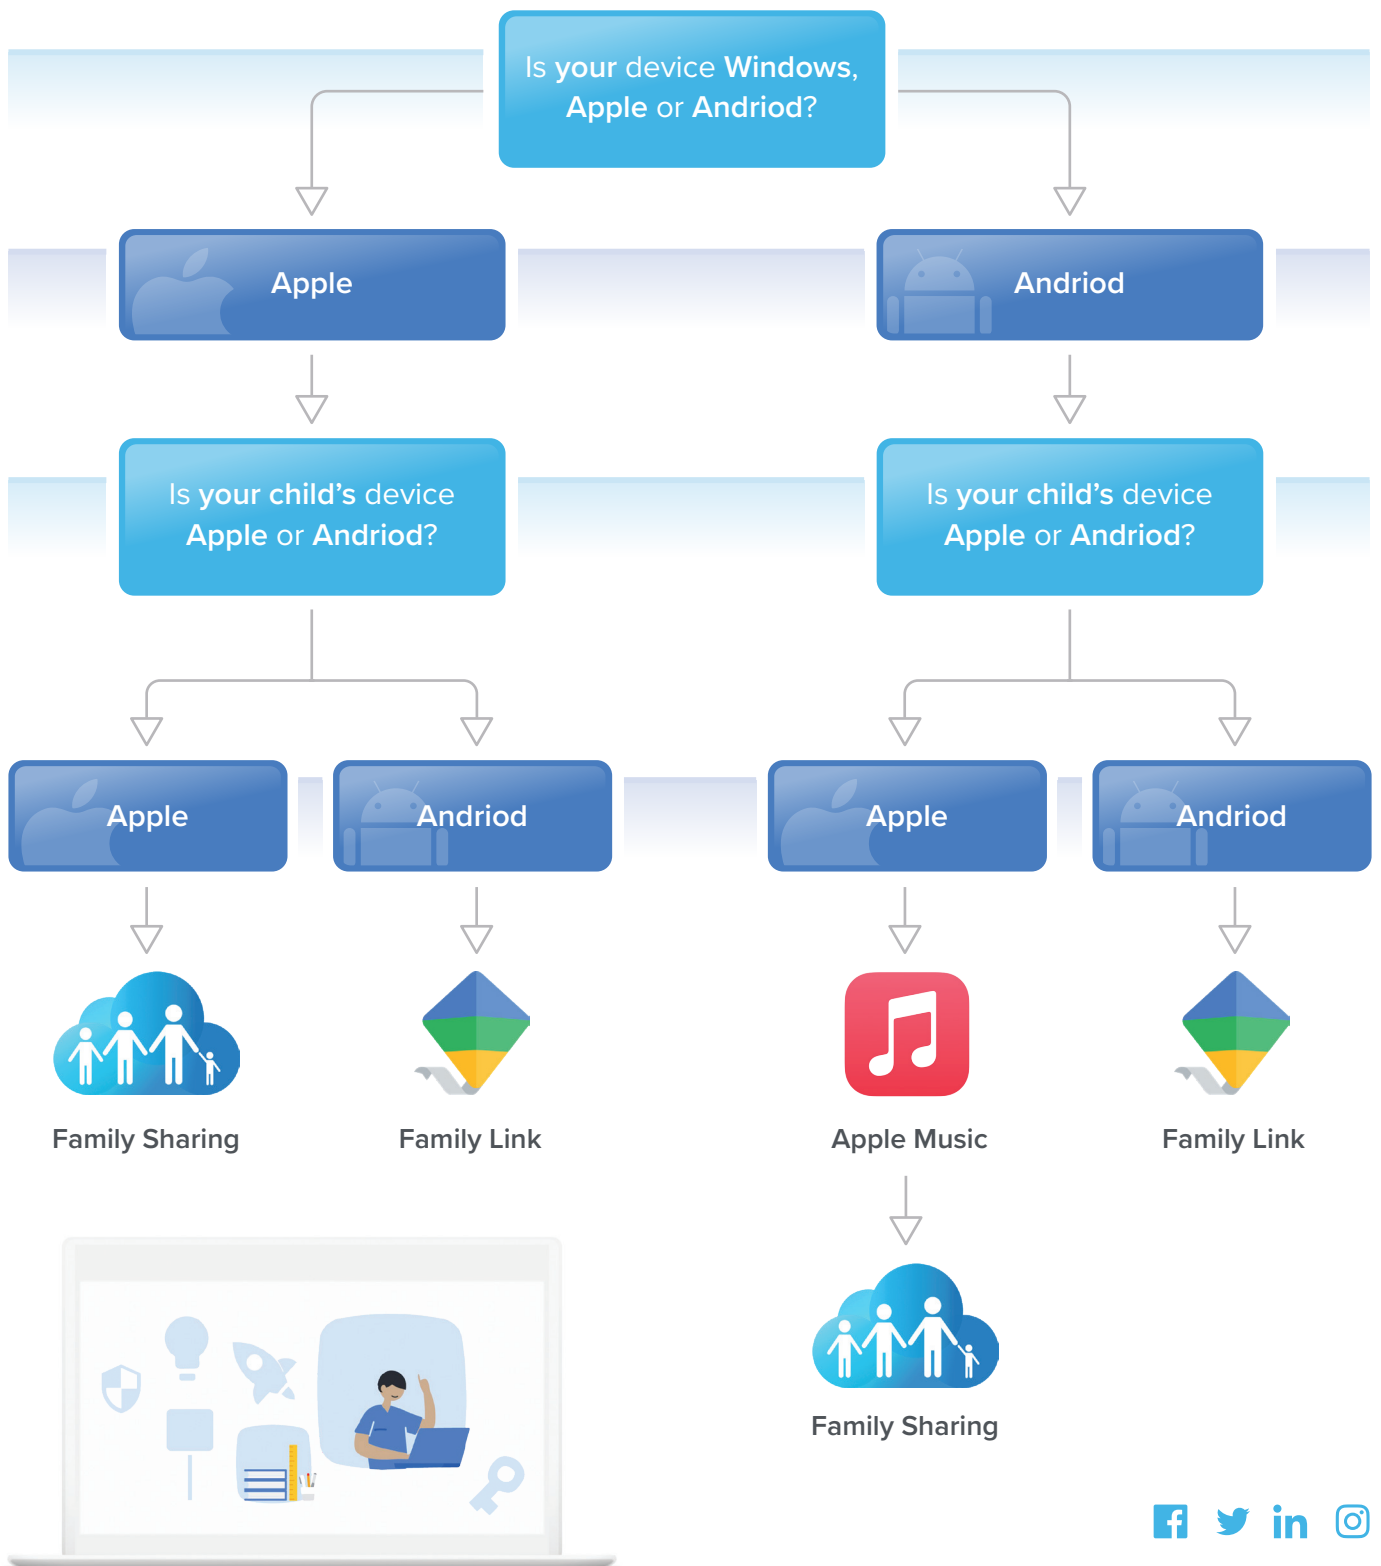 Is your device Windows,
Apple or Andriod?
Apple
Andriod
Is your child's device
Apple or Andriod?
Is your child's device
Apple or Andriod?
Apple
Andriod
Apple
Andriod
Family Sharing
Family Link
Apple Music
Family Link
Family Sharing